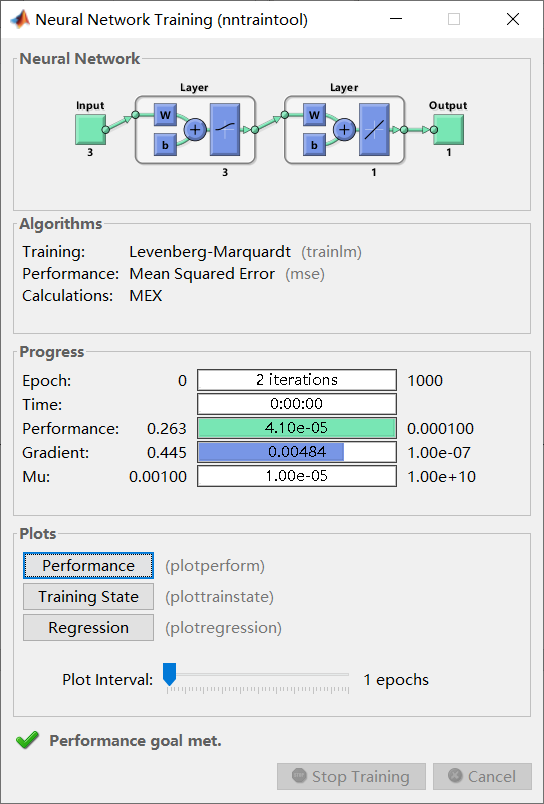 Neural Network Training (nntraintool)
Neural Network
Layer Layer
Input Output
W W
+ +
b b
3 3 1 1
Algorithms
Training: Levenberg-Marquardt (trainlm)
Performance: Mean Squared Error (mse)
Calculations: MEX
Progress
Epoch: 0 2 iterations 1000
Time: 0:00:00
Performance: 0.263 4.10e-05 0.000100
Gradient: 0.445 0.00484 1.00e-07
Mu: 0.00100 1.00e-05 1.00e+10
Plots
Performance (plotperform)
Training State (plottrainstate)
Regression (plotregression)
Plot Interval: 1 epochs
Performance goal met.
Stop Training Cancel